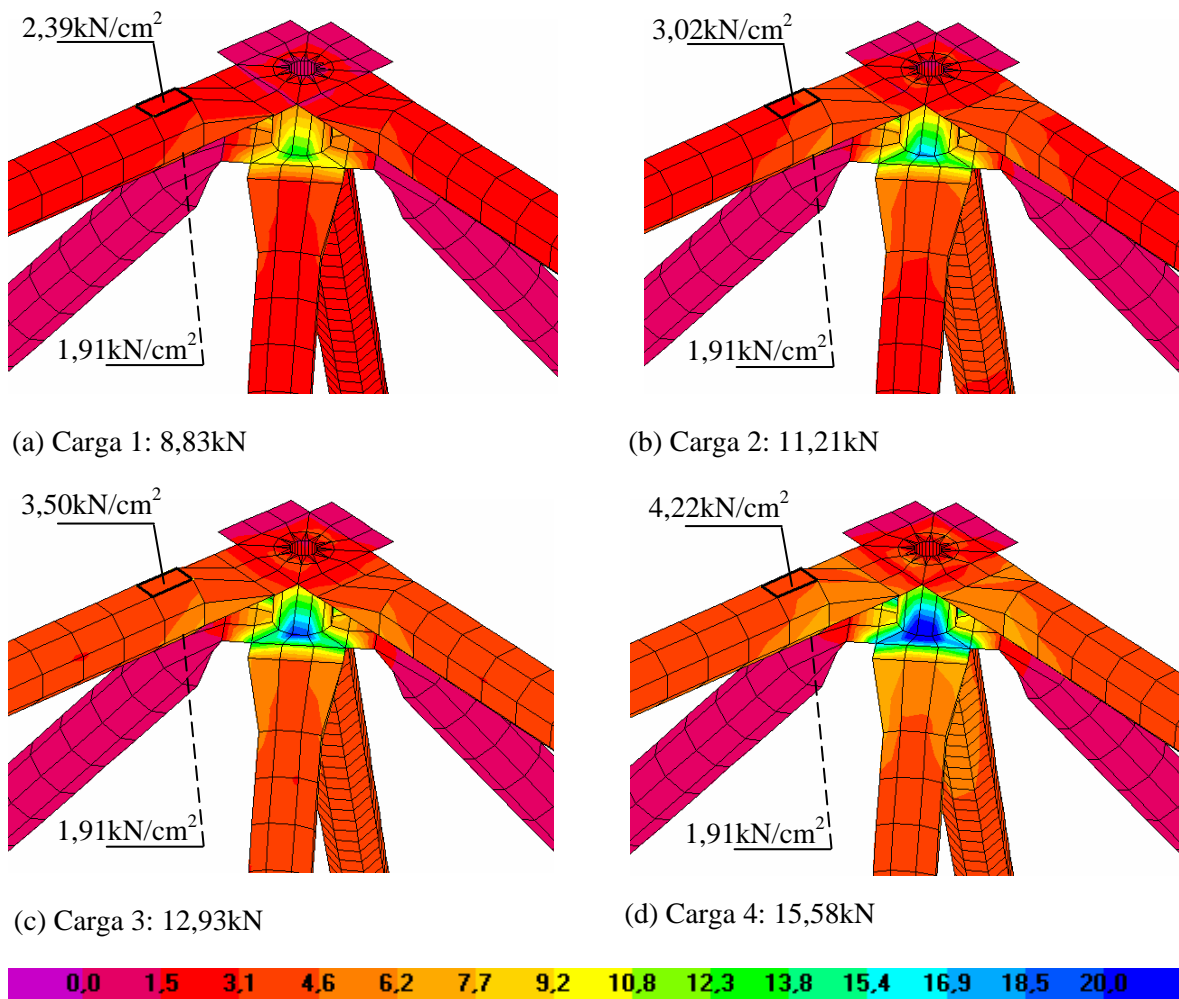 2,39kN/cm²
3,02kN/cm²
1,91kN/cm²
1,91kN/cm²
(a) Carga 1: 8,83kN
(b) Carga 2: 11,21kN
3,50kN/cm²
4,22kN/cm²
1,91kN/cm²
1,91kN/cm²
(c) Carga 3: 12,93kN
(d) Carga 4: 15,58kN
0,0 1,5 3,1 4,6 6,2 7,7 9,2 10,8 12,3 13,8 15,4 16,9 18,5 20,0